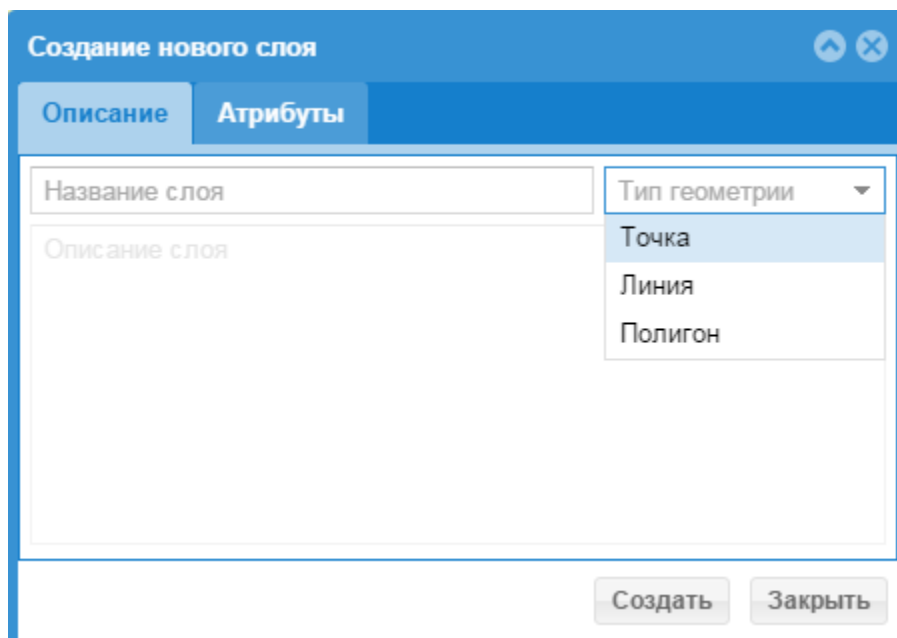 Создание нового слоя
Описание Атрибуты
Название слоя Тип геометрии
Описание слоя Точка
Линия
Полигон
Создать Закрыть